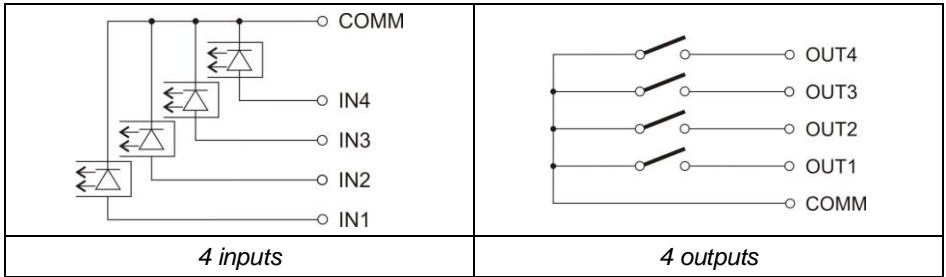 COMM
IN4
IN3
IN2
IN1
OUT4
OUT3
OUT2
OUT1
COMM
4 inputs
4 outputs